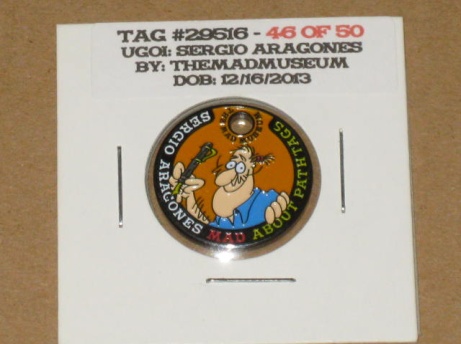 TAG #29516 - 46 OF 50
UGOI: SERGIO ARAGONES
BY: THEMADMUSEUM
DOB: 12/16/2013
SERGIO ARAGONES MAD ABOUT PATHTAGS